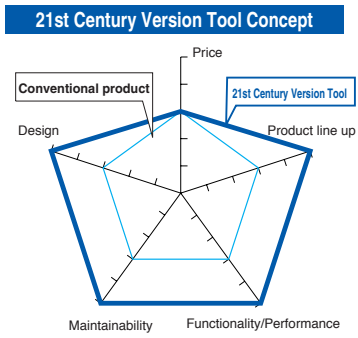 21st Century Version Tool Concept
Price
Conventional product
21st Century Version Tool
Design
Product line up
Maintainability
Functionality/Performance